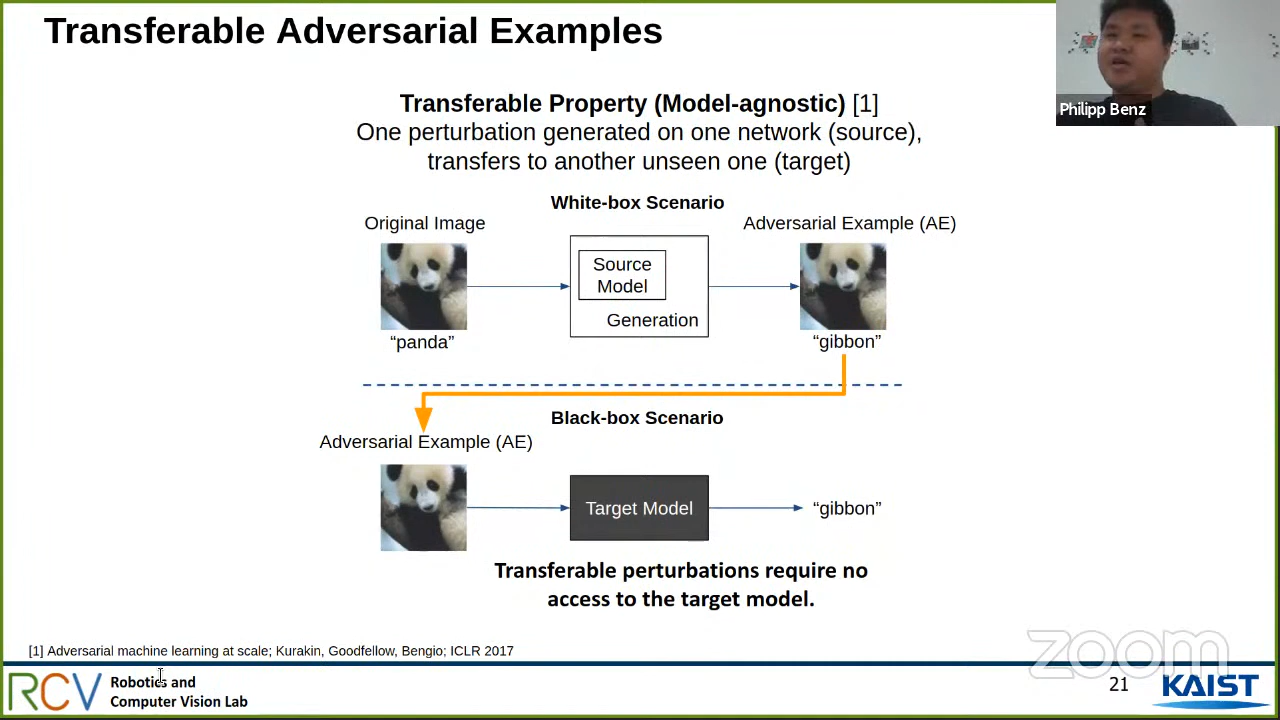 Transferable Adversarial Examples
Philipp Benz
Transferable Property (Model-agnostic) [1]
One perturbation generated on one network (source),
transfers to another unseen one (target)
White-box Scenario
Original Image
Adversarial Example (AE)
Source
Model
Generation
“panda”
“gibbon”
Black-box Scenario
Adversarial Example (AE)
Target Model
“gibbon”
Transferable perturbations require no
access to the target model.
[1] Adversarial machine learning at scale; Kurakin, Goodfellow, Bengio; ICLR 2017
zoom
RCV
Robotics and
Computer Vision Lab
21
KAIST